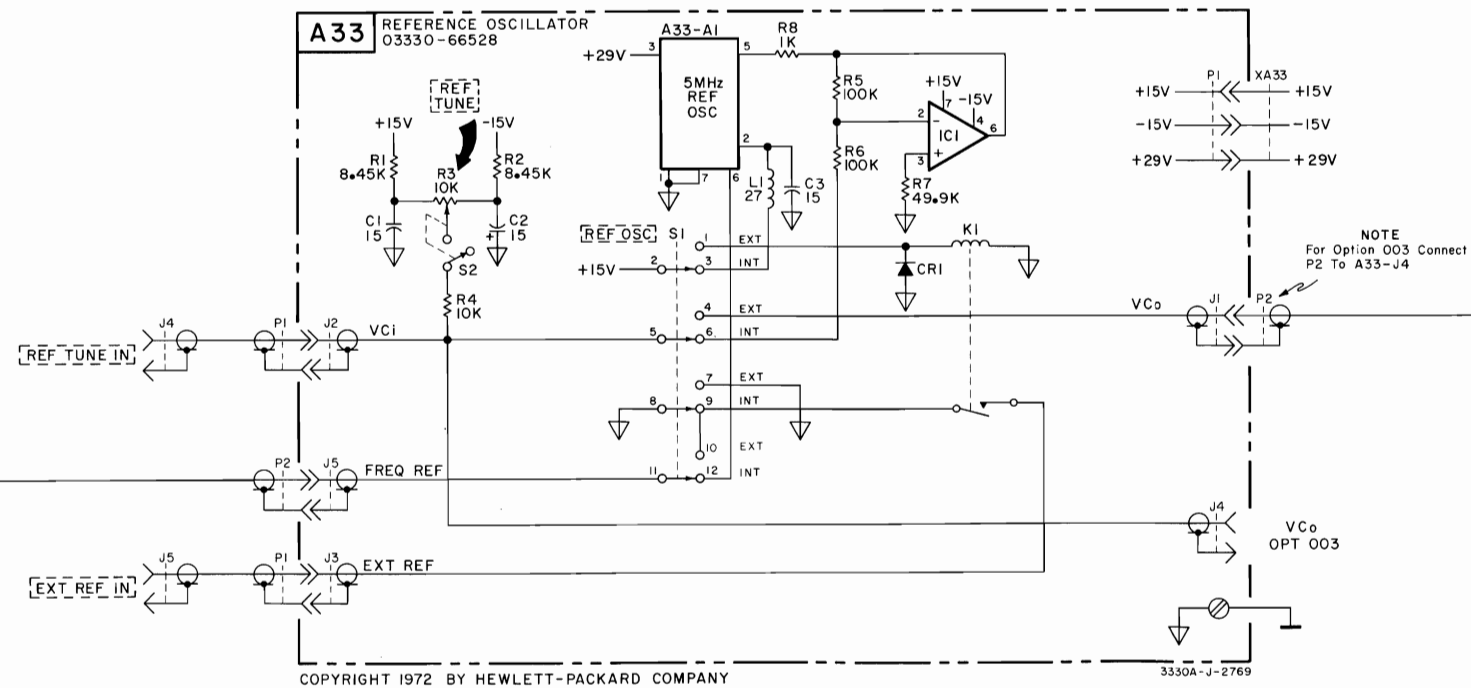 A33
REFERENCE OSCILLATOR
03330-66528
REF
TUNE
+15V
-15V
R1
8.45K
R3
10K
R2
8.45K
C1
15
C2
+
15
S2
R4
10K
A33-A1
+29V
3
5MHz
REF
OSC
5
2
1
7
6
R8
1K
R5
100K
R6
100K
+15V
7
-15V
4
2
-
IC1
6
3
+
R7
49.9K
L1
27
C3
15
P1
XA33
+15V
+15V
-15V
-15V
+29V
+29V
REF OSC
S1
1
EXT
+15V
2
3
INT
K1
CR1
4
EXT
5
6
INT
7
EXT
8
9
INT
10
EXT
11
12
INT
VCo
J1
P2
NOTE
For Option 003 Connect
P2 To A33-J4
REF TUNE IN
J4
P1
J2
VCi
P2
J5
FREQ REF
EXT REF IN
J5
P1
J3
EXT REF
J4
VCo
OPT 003
3330A-J-2769
COPYRIGHT 1972 BY HEWLETT-PACKARD COMPANY